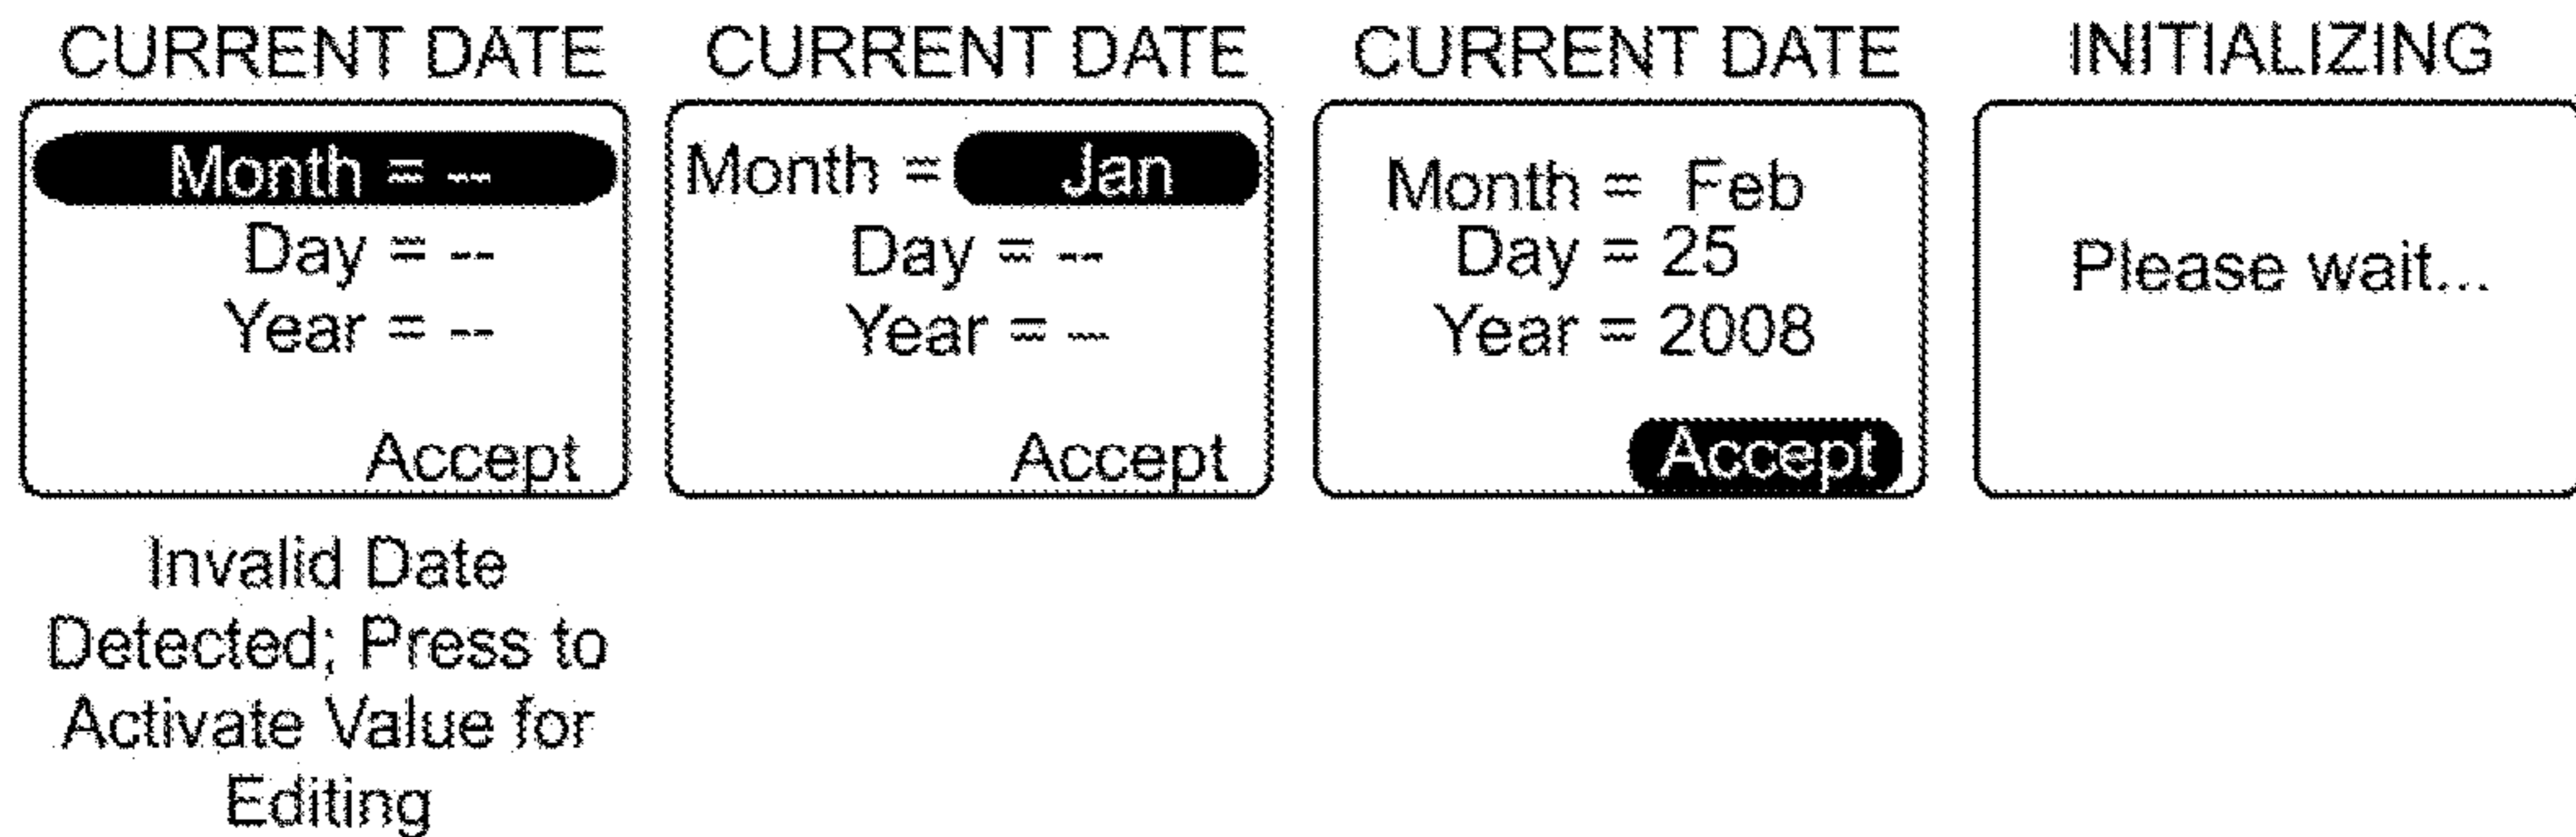 CURRENT DATE
Month = --
Day = --
Year = --
Accept
Invalid Date
Detected; Press to
Activate Value for
Editing
CURRENT DATE
Month = Jan
Day = --
Year = --
Accept
CURRENT DATE
Month = Feb
Day = 25
Year = 2008
Accept
INITIALIZING
Please wait...